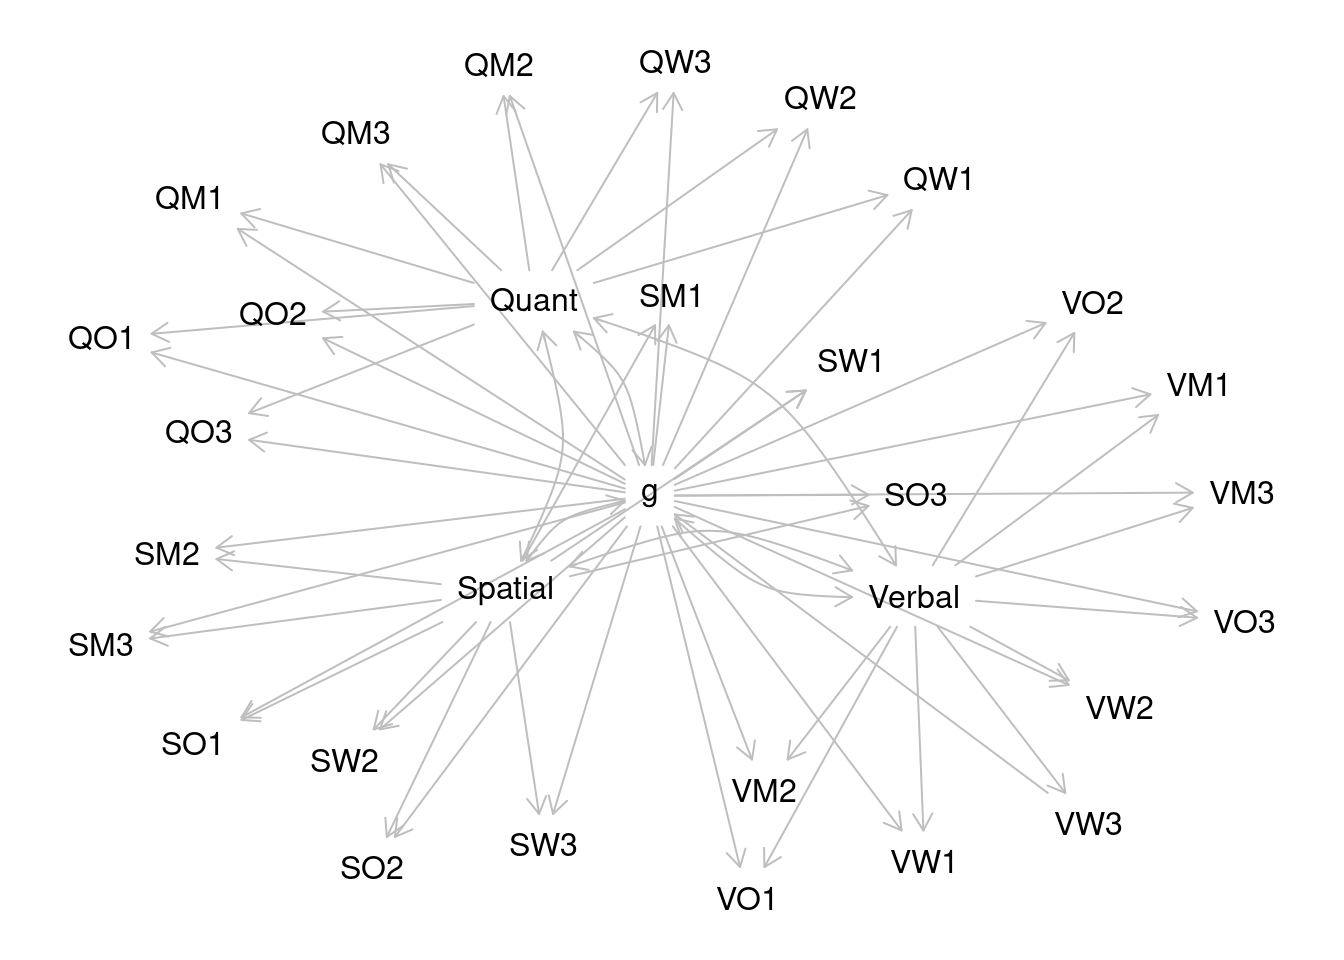 QM2
QW3
QW2
QM3
QW1
QM1
Quant
SM1
VO2
QO2
QO1
SW1
VM1
QO3
g
SO3
VM3
SM2
Spatial
Verbal
VO3
SM3
VW2
SO1
SW2
VM2
VW3
SW3
SO2
VW1
VO1